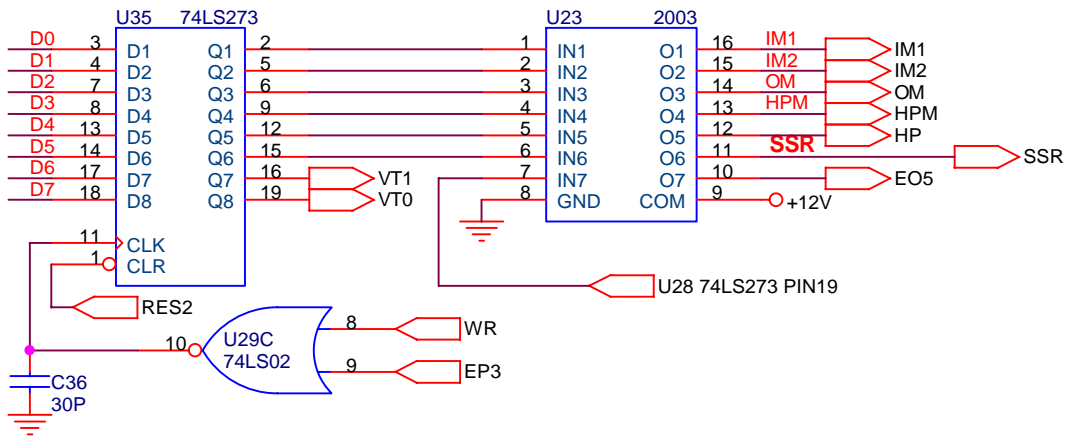 U35 74LS273 U23 2003
D0 3 D1 Q1 2 1 IN1 O1 16 IM1 IM1
D1 4 D2 Q2 5 2 IN2 O2 15 IM2 IM2
D2 7 D3 Q3 6 3 IN3 O3 14 OM OM
D3 8 D4 Q4 9 4 IN4 O4 13 HPM HPM
D4 13 D5 Q5 12 5 IN5 O5 12 HP
D5 14 D6 Q6 15 6 IN6 O6 11 SSR SSR
D6 17 D7 Q7 16 VT1 7 IN7 O7 10 EO5
D7 18 D8 Q8 19 VT0 8 GND COM 9 +12V
11 CLK
1 CLR
U28 74LS273 PIN19
RES2
10 U29C 8 WR
74LS02
9 EP3
C36
30P